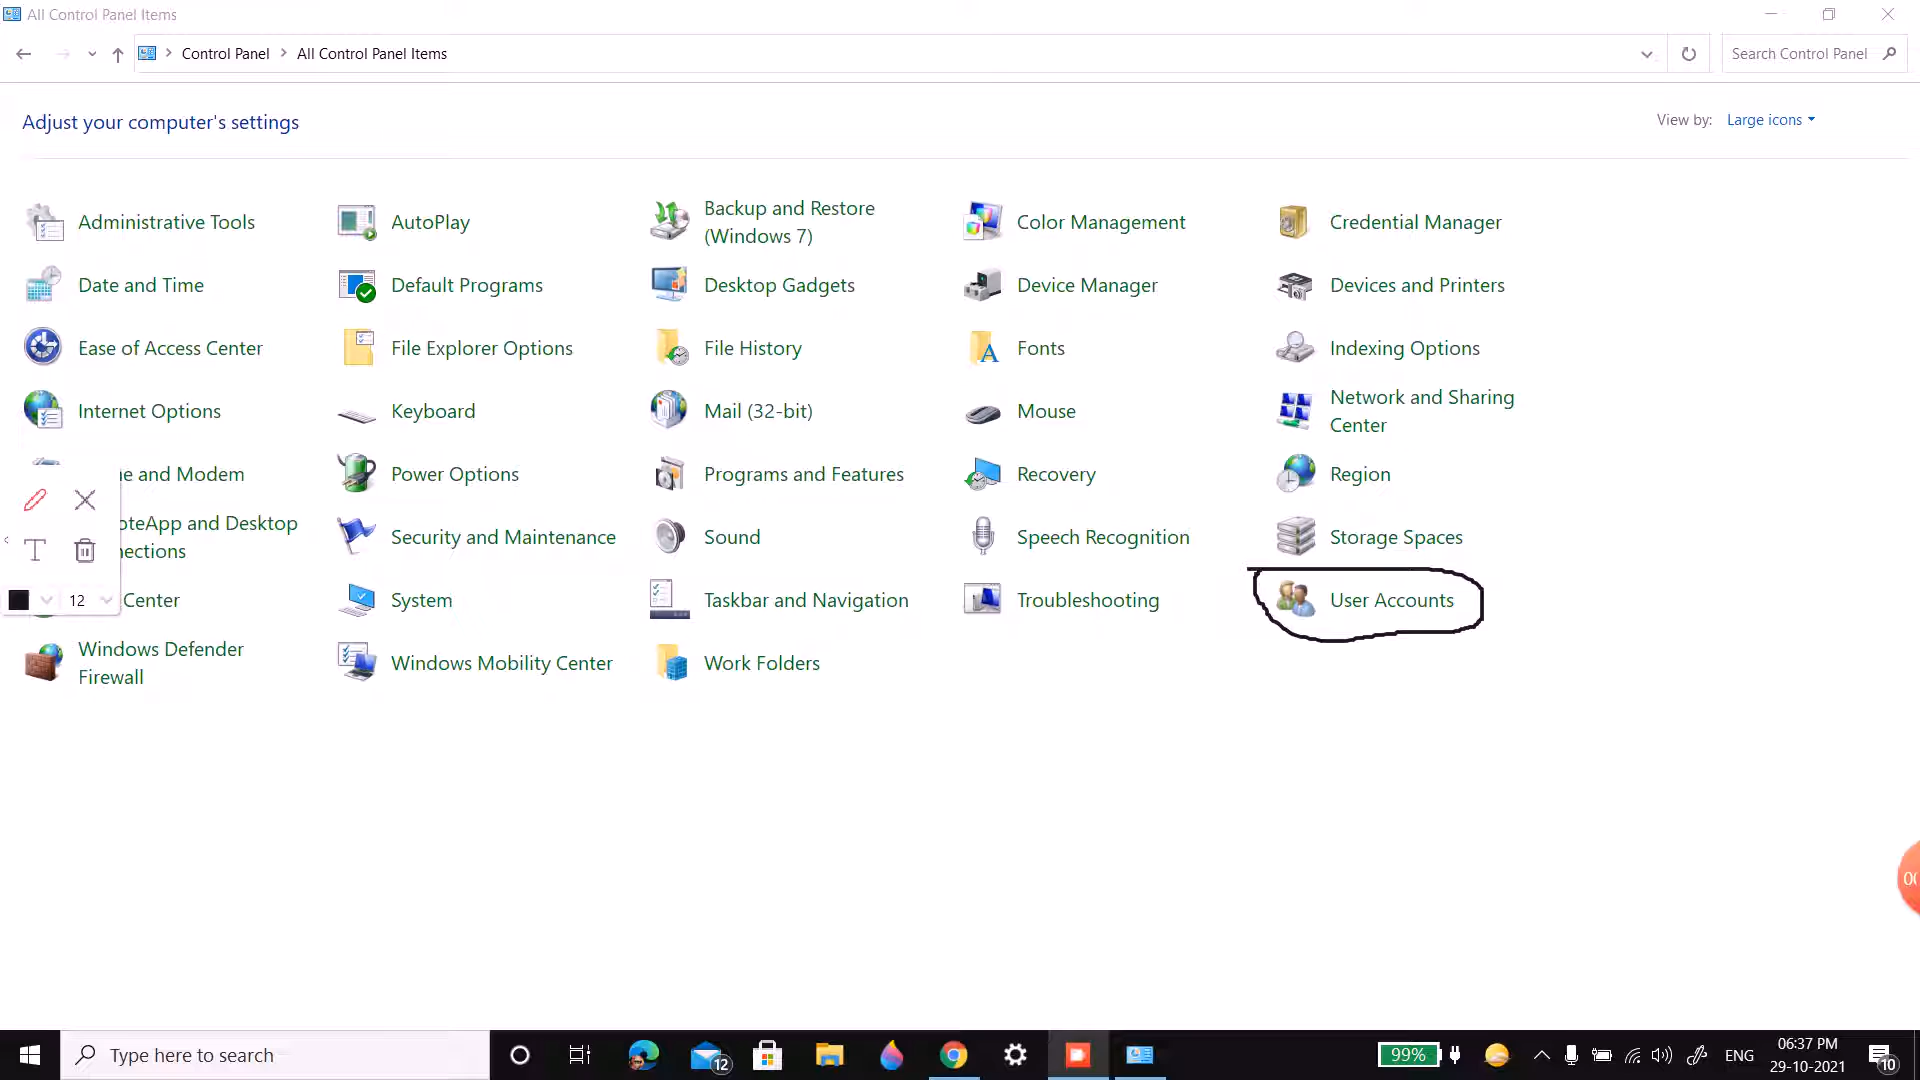 All Control Panel Items
Control Panel > All Control Panel Items
Search Control Panel
Adjust your computer's settings
View by: Large icons
Administrative Tools
AutoPlay
Backup and Restore
(Windows 7)
Color Management
Credential Manager
Date and Time
Default Programs
Desktop Gadgets
Device Manager
Devices and Printers
Ease of Access Center
File Explorer Options
File History
Fonts
Indexing Options
Internet Options
Keyboard
Mail (32-bit)
Mouse
Network and Sharing
Center
and Modem
Power Options
Programs and Features
Recovery
Region
and Desktop
Security and Maintenance
Sound
Speech Recognition
Storage Spaces
12
Center
System
Taskbar and Navigation
Troubleshooting
User Accounts
Windows Defender
Firewall
Windows Mobility Center
Work Folders
Type here to search
12
99%
ENG
06:37 PM
29-10-2021
10